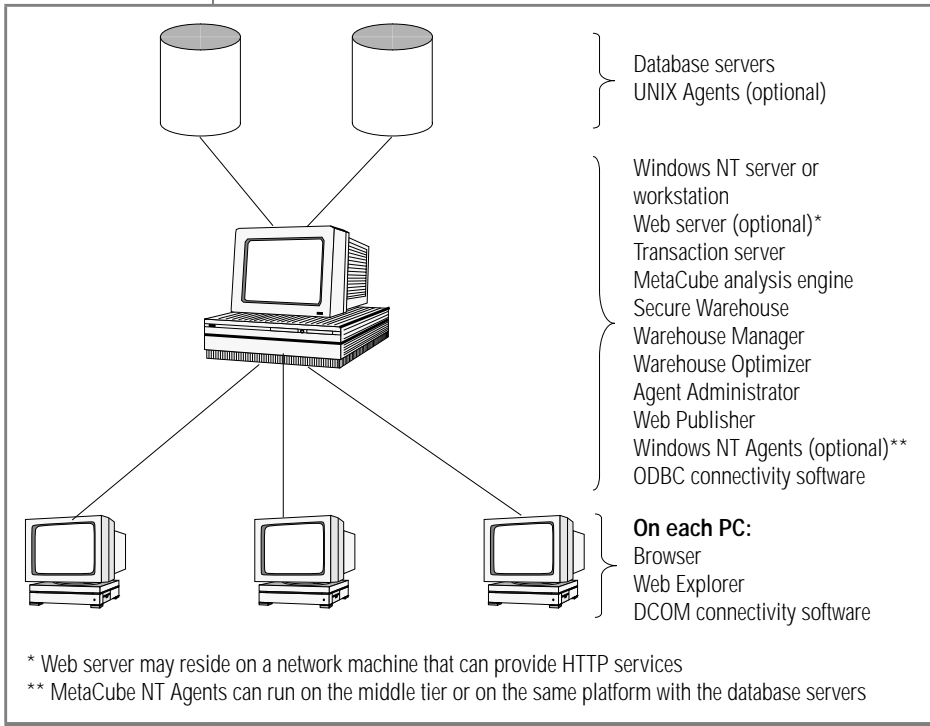 Database servers
UNIX Agents (optional)
Windows NT server or
workstation
Web server (optional)*
Transaction server
MetaCube analysis engine
Secure Warehouse
Warehouse Manager
Warehouse Optimizer
Agent Administrator
Web Publisher
Windows NT Agents (optional)**
ODBC connectivity software
On each PC:
Browser
Web Explorer
DCOM connectivity software
* Web server may reside on a network machine that can provide HTTP services
** MetaCube NT Agents can run on the middle tier or on the same platform with the database servers